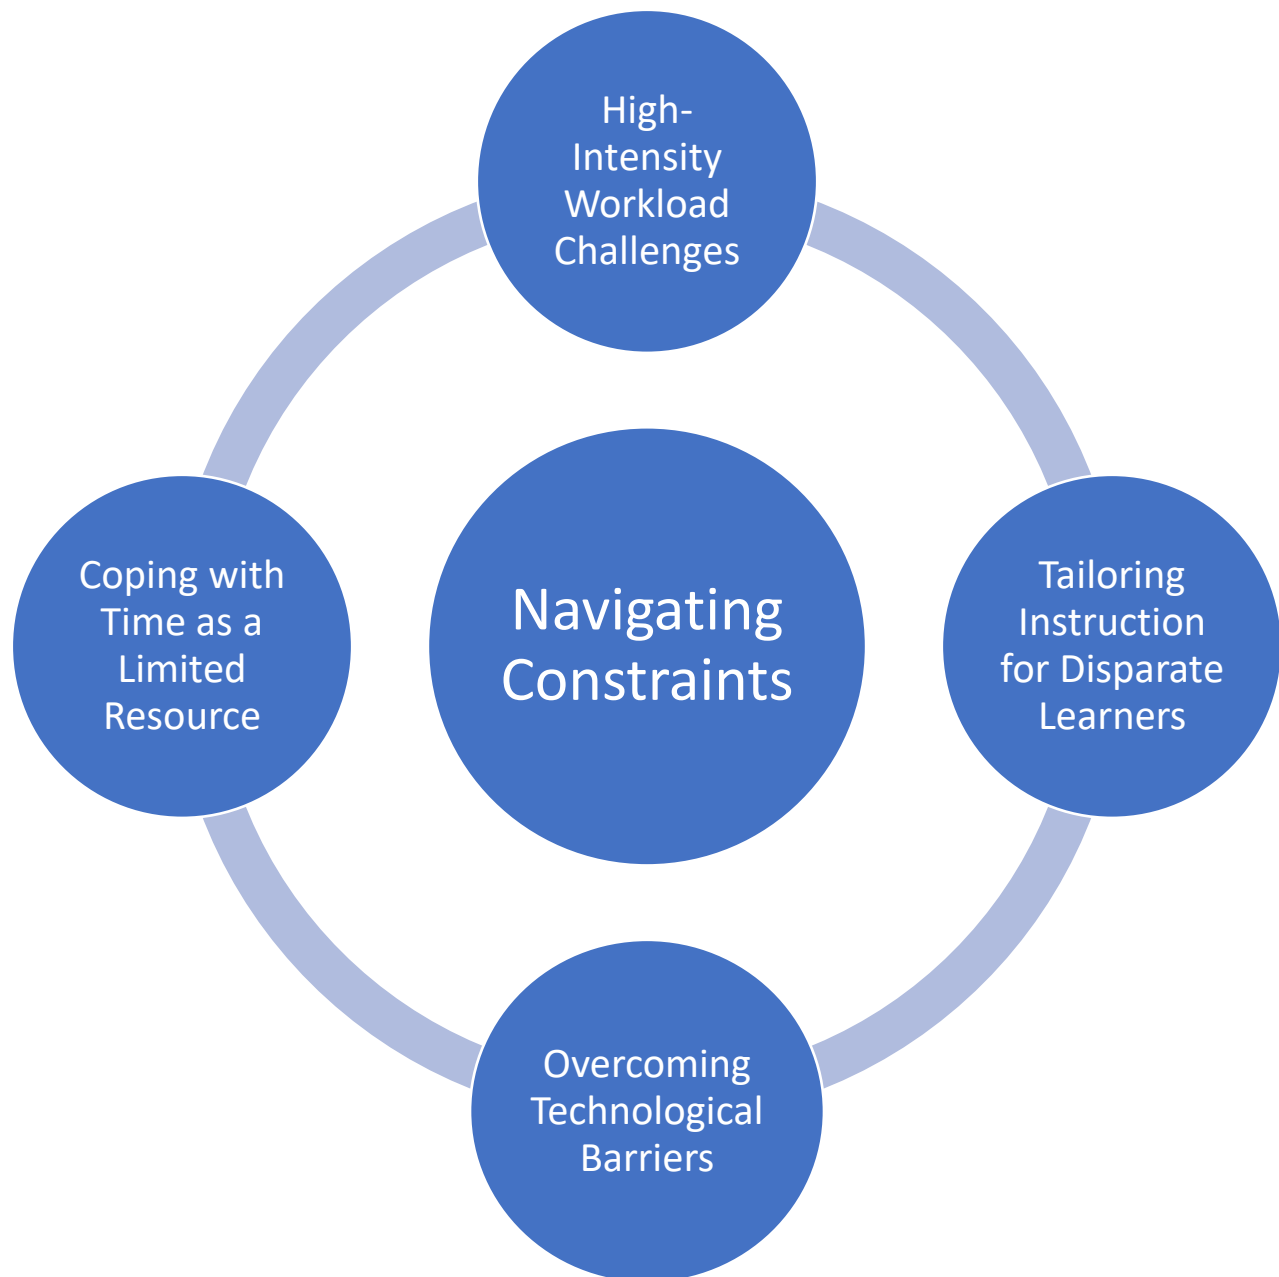 High-
Intensity
Workload
Challenges
Coping with
Time as a
Limited
Resource
Navigating
Constraints
Tailoring
Instruction
for Disparate
Learners
Overcoming
Technological
Barriers